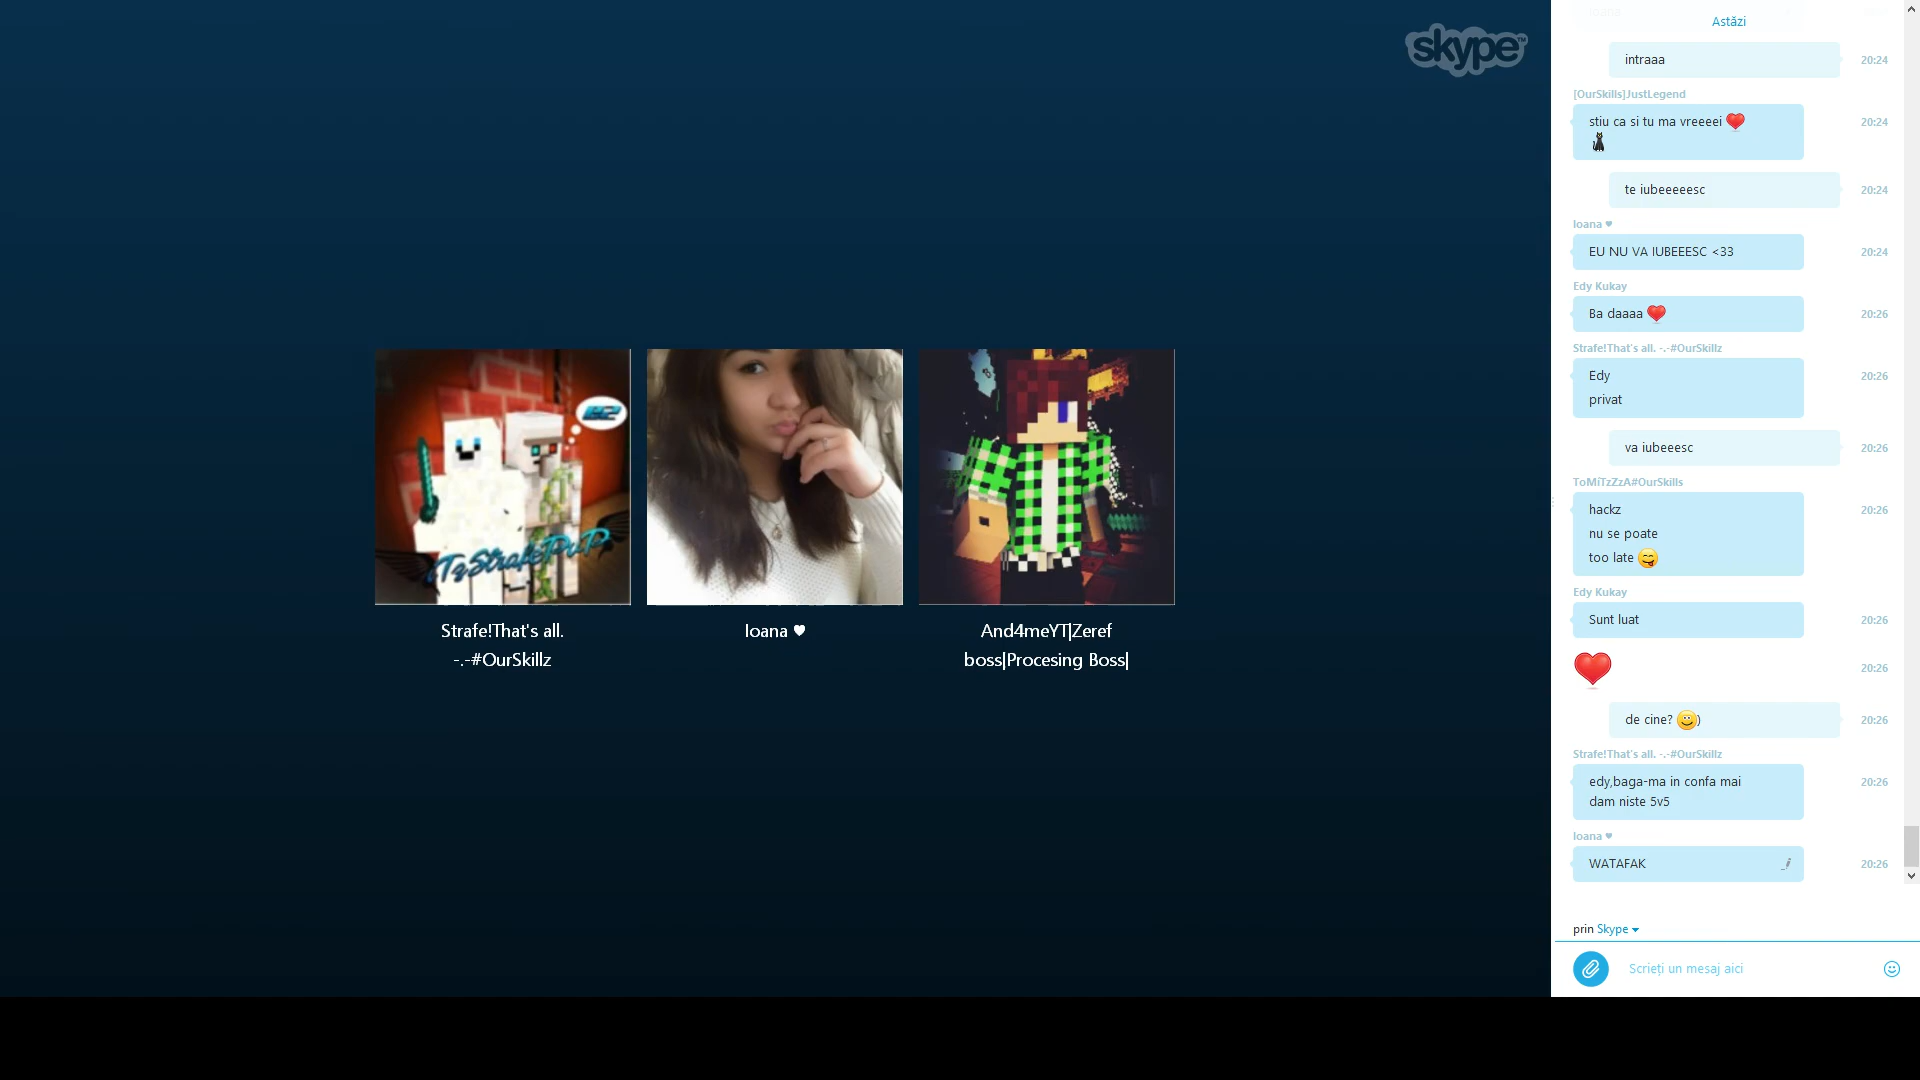 skype™
Strafe!That's all.
-.-#OurSkillz
Ioana ♥
And4meYT|Zeref
boss|Procesing Boss|
TzStrafePvP
Ioana
Astăzi
intraaa
20:24
[OurSkills]JustLegend
stiu ca si tu ma vreeeei ❤
20:24
te iubeeeeesc
20:24
Ioana ♥
EU NU VA IUBEEESC <33
20:24
Edy Kukay
Ba daaaa ❤
20:26
Strafe!That's all. -.-#OurSkillz
Edy
20:26
privat
va iubeeesc
20:26
ToMiTzZzA#OurSkills
hackz
20:26
nu se poate
too late 😜
Edy Kukay
Sunt luat
20:26
❤
20:26
de cine? 🙂)
20:26
Strafe!That's all. -.-#OurSkillz
edy,baga-ma in confa mai
20:26
dam niste 5v5
Ioana ♥
WATAFAK
20:26
prin Skype
Scrieți un mesaj aici